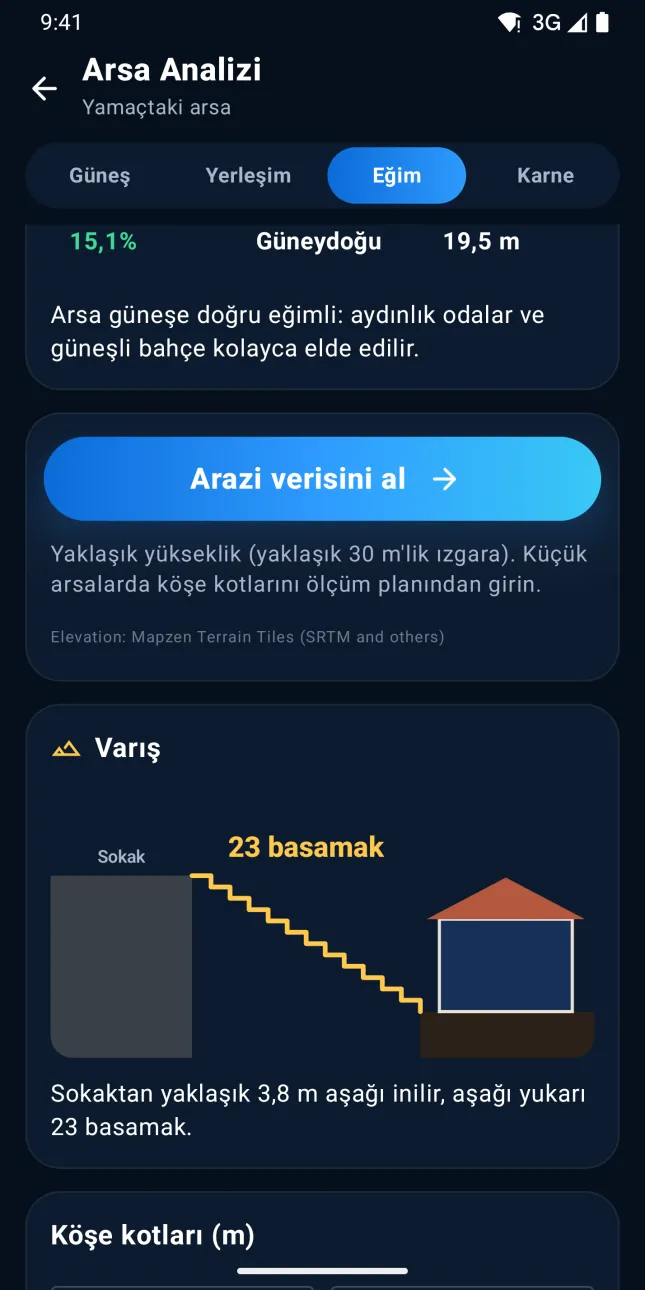 9:41
3G
Arsa Analizi
Yamaçtaki arsa
Güneş
Yerleşim
Eğim
Karne
15,1%
Güneydoğu
19,5 m
Arsa güneşe doğru eğimli: aydınlık odalar ve
güneşli bahçe kolayca elde edilir.
Arazi verisini al
Yaklaşık yükseklik (yaklaşık 30 m'lik ızgara). Küçük
arsalarda köşe kotlarını ölçüm planından girin.
Elevation: Mapzen Terrain Tiles (SRTM and others)
Varış
23 basamak
Sokak
Sokaktan yaklaşık 3,8 m aşağı inilir, aşağı yukarı
23 basamak.
Köşe kotları (m)